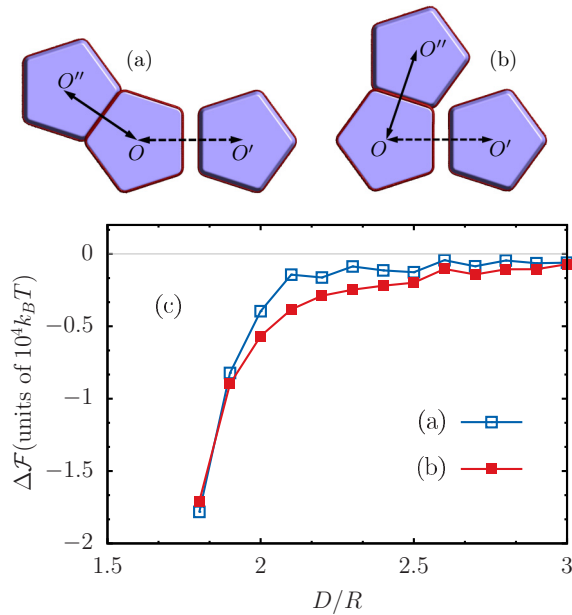 (a)
(b)
O″
O″
O
O′
O
O′
0
−0.5
−1
−1.5
−2
ΔF(units of 10⁴k_BT)
(c)
(a)
(b)
1.5
2
2.5
3
D/R